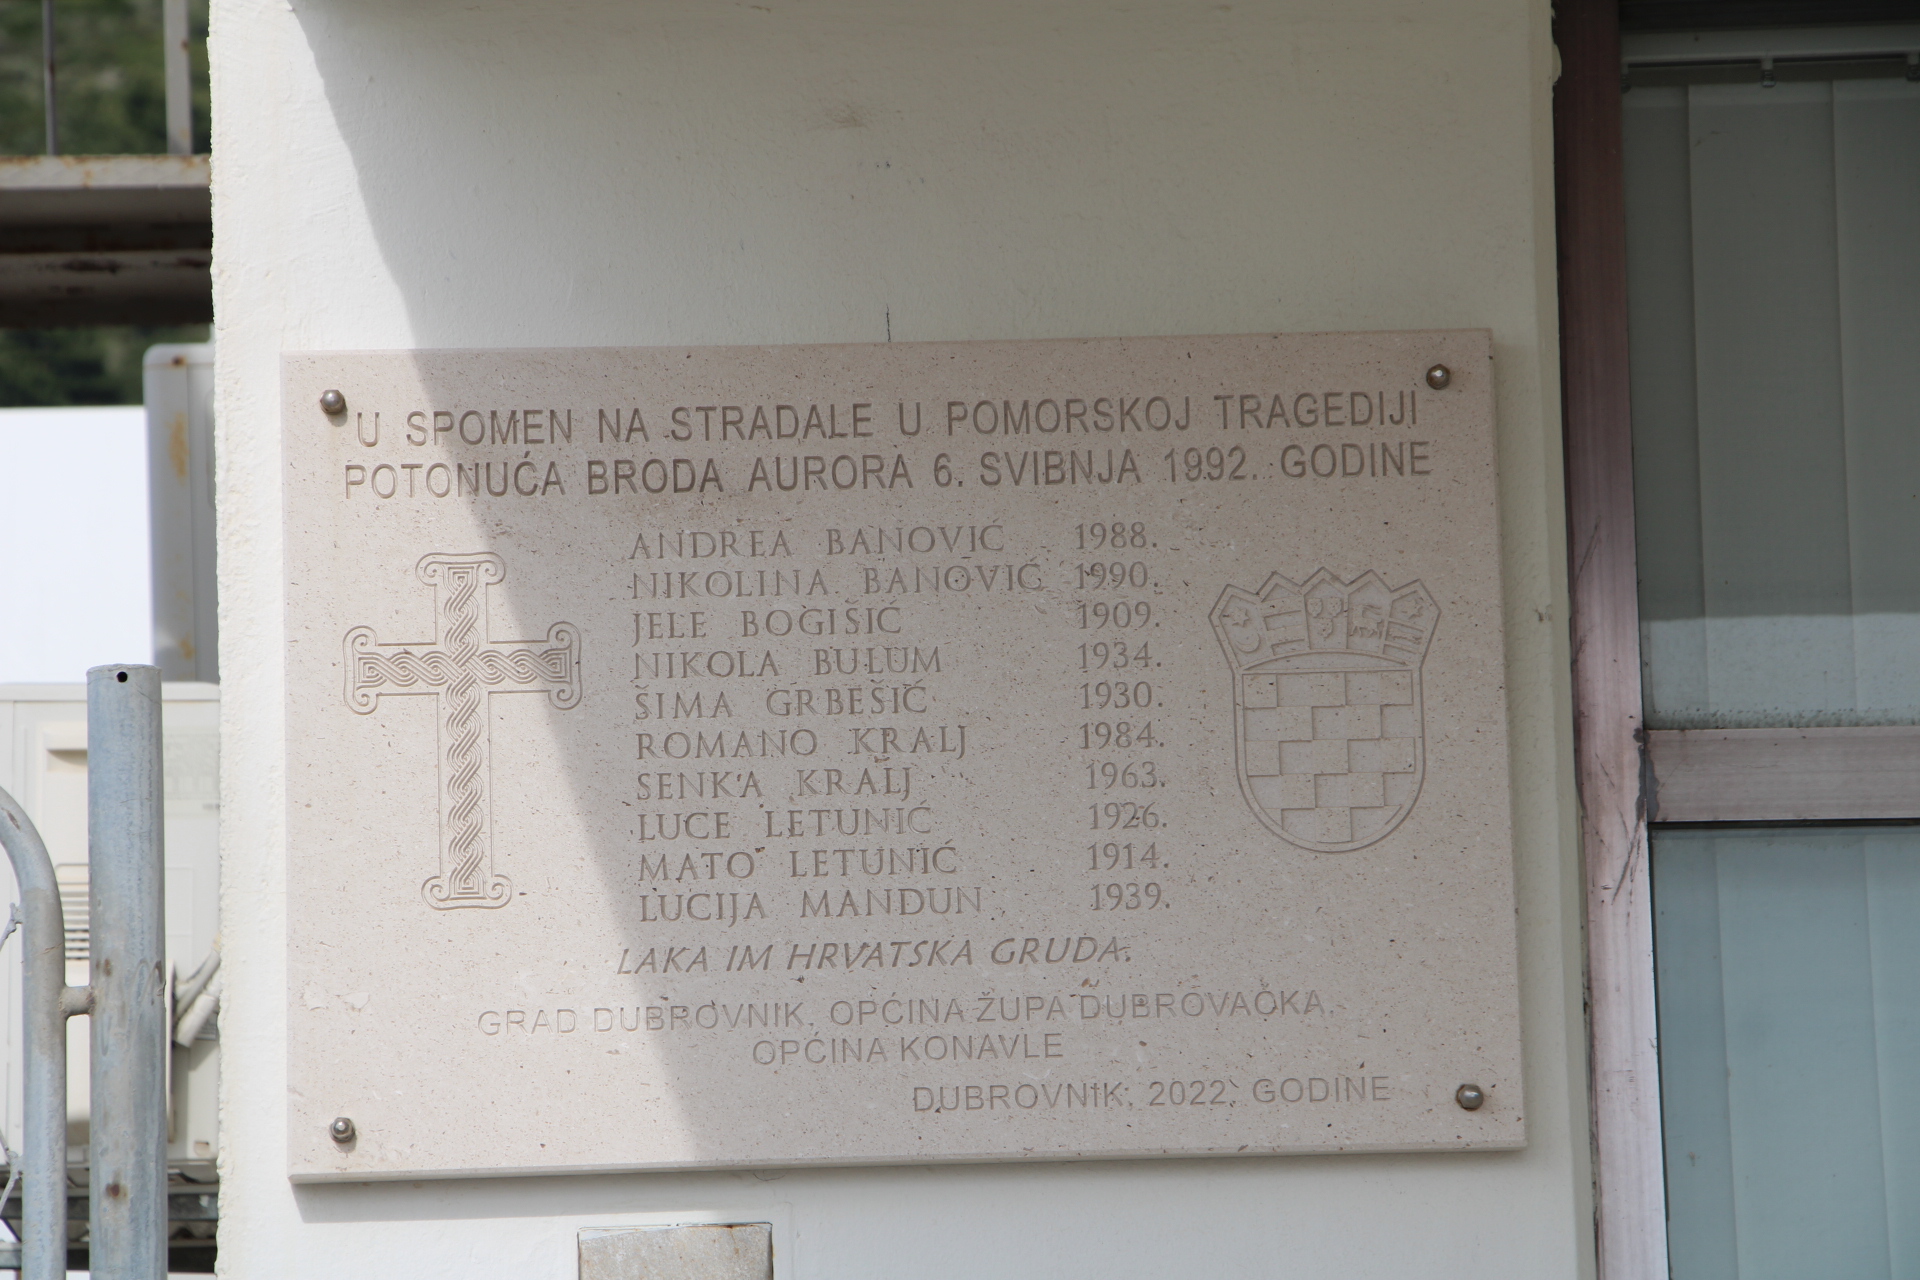 U SPOMEN NA STRADALE U POMORSKOJ TRAGEDIJI
POTONUĆA BRODA AURORA 6. SVIBNJA 1992. GODINE
ANDREA BANOVIĆ 1988.
NIKOLINA BANOVIĆ 1990.
JELE BOGIŠIĆ 1909.
NIKOLA BULUM 1934.
ŠIMA GRBEŠIĆ 1930.
ROMANO KRALJ 1984.
SENKA KRALJ 1963.
LUCE LETUNIĆ 1926.
MATO LETUNIĆ 1914.
LUCIJA MANDUN 1939.
LAKA IM HRVATSKA GRUDA.
GRAD DUBROVNIK, OPĆINA ŽUPA DUBROVAČKA,
OPĆINA KONAVLE
DUBROVNIK, 2022. GODINE